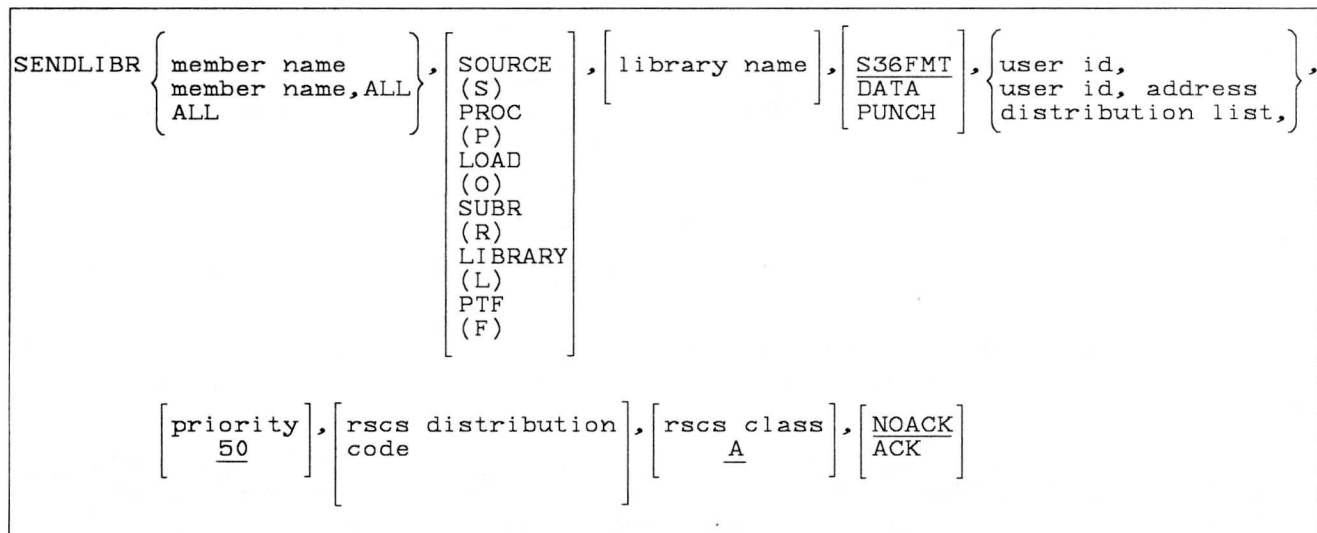 SENDLIBR { member name } , [ SOURCE ] , [ library name ] , [ S36FMT ] , { user id, } ,
member name,ALL (S) DATA user id, address
ALL PROC PUNCH distribution list,
(P)
LOAD
(O)
SUBR
(R)
LIBRARY
(L)
PTF
(F)
[ priority ] , [ rscs distribution ] , [ rscs class ] , [ NOACK ]
50 code A ACK